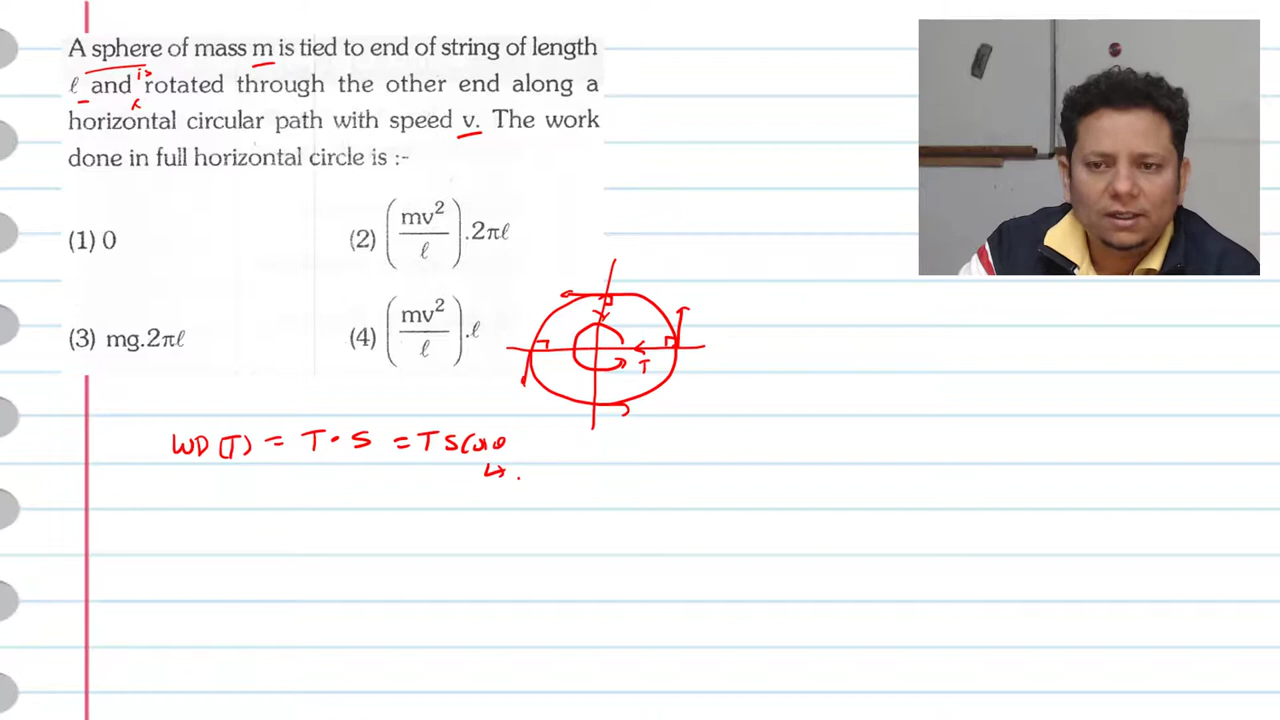 A sphere of mass m is tied to end of string of length
ℓ and is rotated through the other end along a
horizontal circular path with speed v. The work
done in full horizontal circle is :-
(1) 0
(2) (mv²/ℓ).2πℓ
(3) mg.2πℓ
(4) (mv²/ℓ).ℓ
T
WD(T) = T · S = T S Cosθ